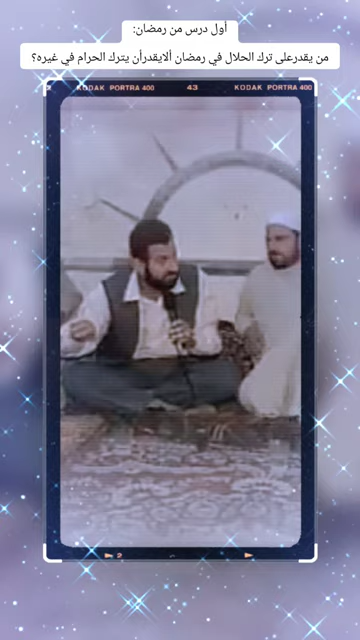 أول درس من رمضان:
من يقدرعلى ترك الحلال في رمضان ألايقدرأن يترك الحرام في غيره؟
KODAK PORTRA 400 43 KODAK PORTRA 400
2